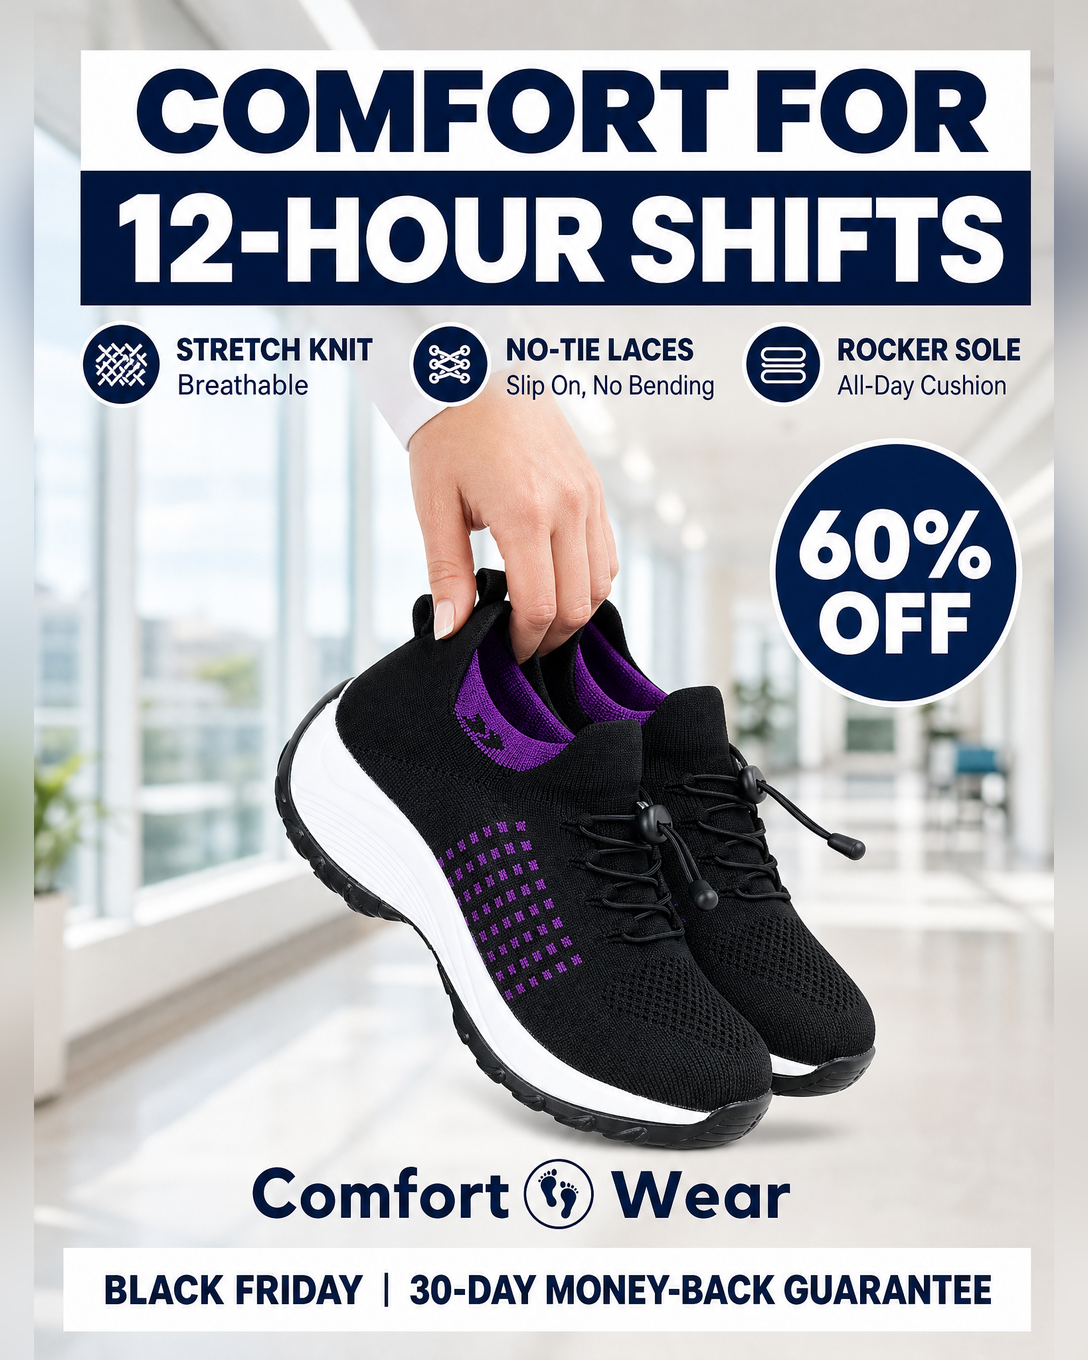 COMFORT FOR
12-HOUR SHIFTS
STRETCH KNIT
Breathable
NO-TIE LACES
Slip On, No Bending
ROCKER SOLE
All-Day Cushion
60%
OFF
Comfort Wear
BLACK FRIDAY | 30-DAY MONEY-BACK GUARANTEE